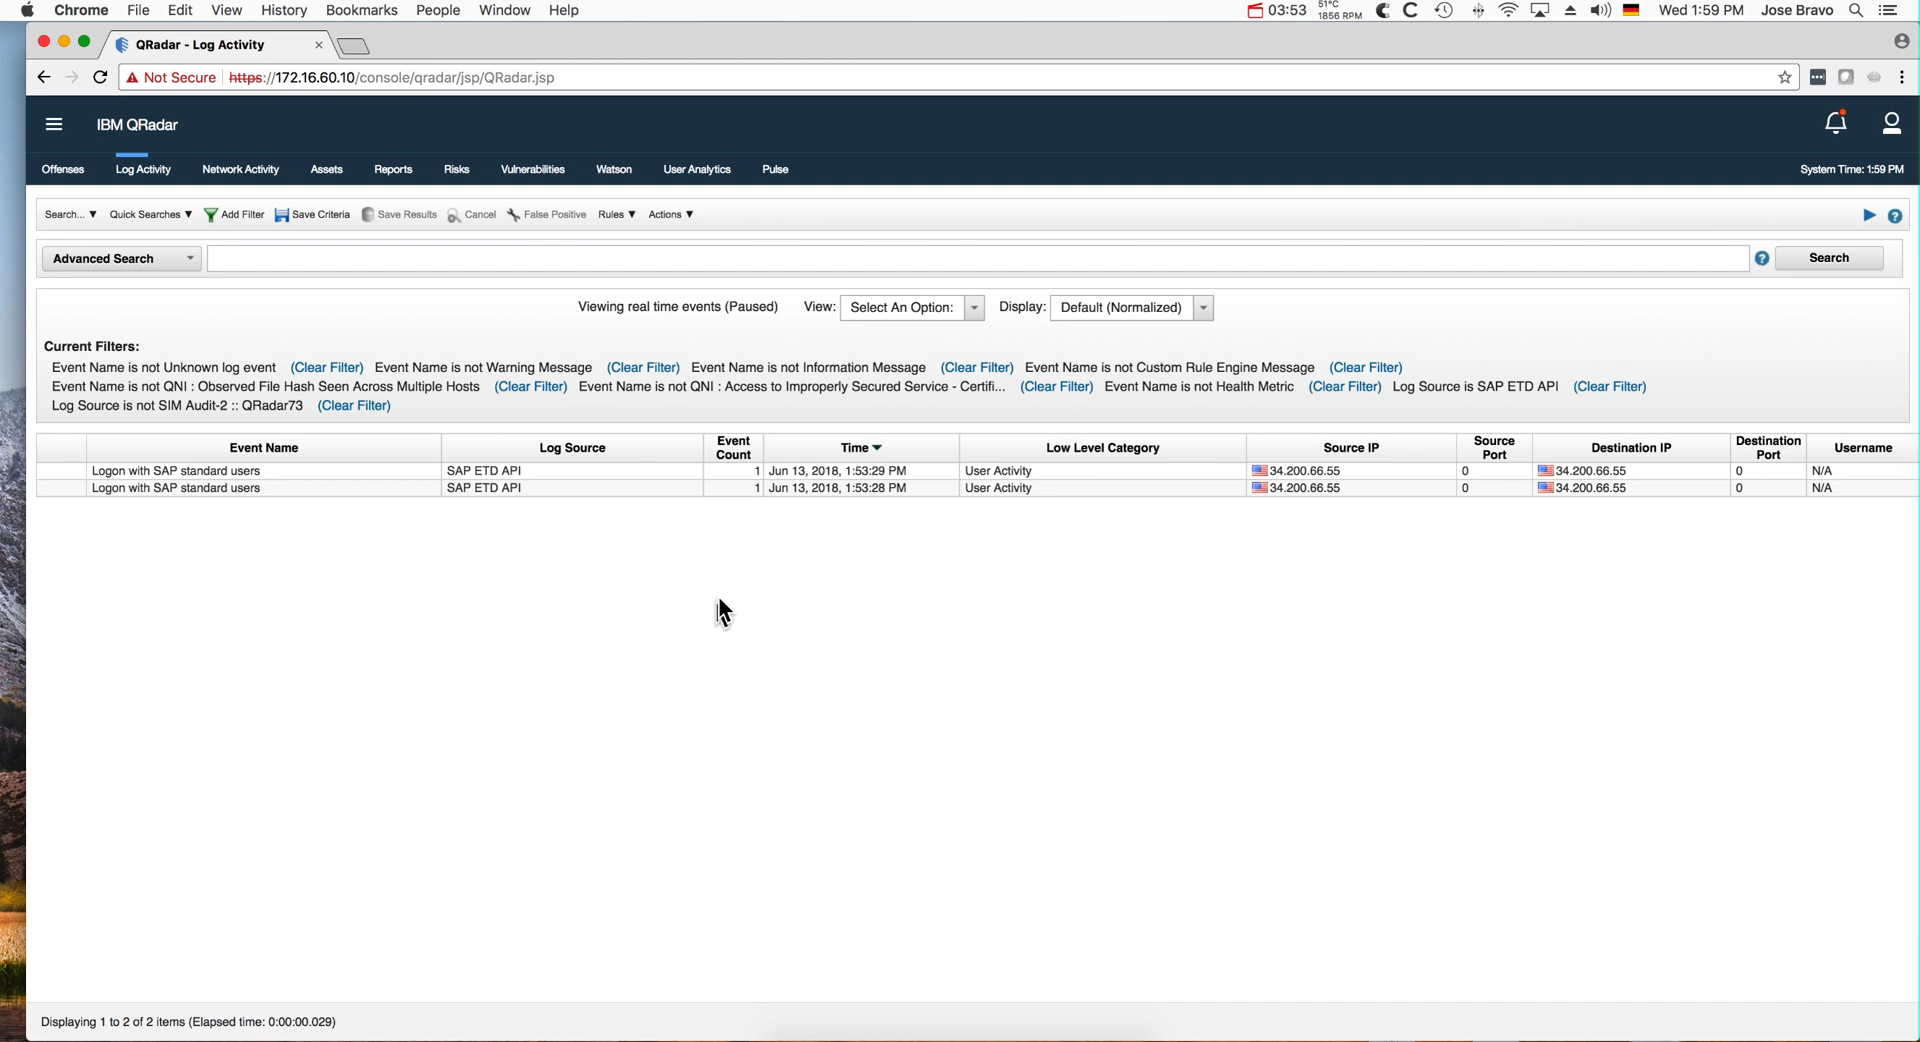 Chrome File Edit View History Bookmarks People Window Help 03:53 51°C 1856 RPM Wed 1:59 PM Jose Bravo
QRadar - Log Activity
Not Secure https://172.16.60.10/console/qradar/jsp/QRadar.jsp
IBM QRadar
Offenses Log Activity Network Activity Assets Reports Risks Vulnerabilities Watson User Analytics Pulse System Time: 1:59 PM
Search... Quick Searches Add Filter Save Criteria Save Results Cancel False Positive Rules Actions
Advanced Search Search
Viewing real time events (Paused) View: Select An Option: Display: Default (Normalized)
Current Filters:
Event Name is not Unknown log event (Clear Filter) Event Name is not Warning Message (Clear Filter) Event Name is not Information Message (Clear Filter) Event Name is not Custom Rule Engine Message (Clear Filter)
Event Name is not QNI : Observed File Hash Seen Across Multiple Hosts (Clear Filter) Event Name is not QNI : Access to Improperly Secured Service - Certifi... (Clear Filter) Event Name is not Health Metric (Clear Filter) Log Source is SAP ETD API (Clear Filter)
Log Source is not SIM Audit-2 :: QRadar73 (Clear Filter)
Event Name Log Source Event Count Time Low Level Category Source IP Source Port Destination IP Destination Port Username
Logon with SAP standard users SAP ETD API 1 Jun 13, 2018, 1:53:29 PM User Activity 34.200.66.55 0 34.200.66.55 0 N/A
Logon with SAP standard users SAP ETD API 1 Jun 13, 2018, 1:53:28 PM User Activity 34.200.66.55 0 34.200.66.55 0 N/A
Displaying 1 to 2 of 2 items (Elapsed time: 0:00:00.029)